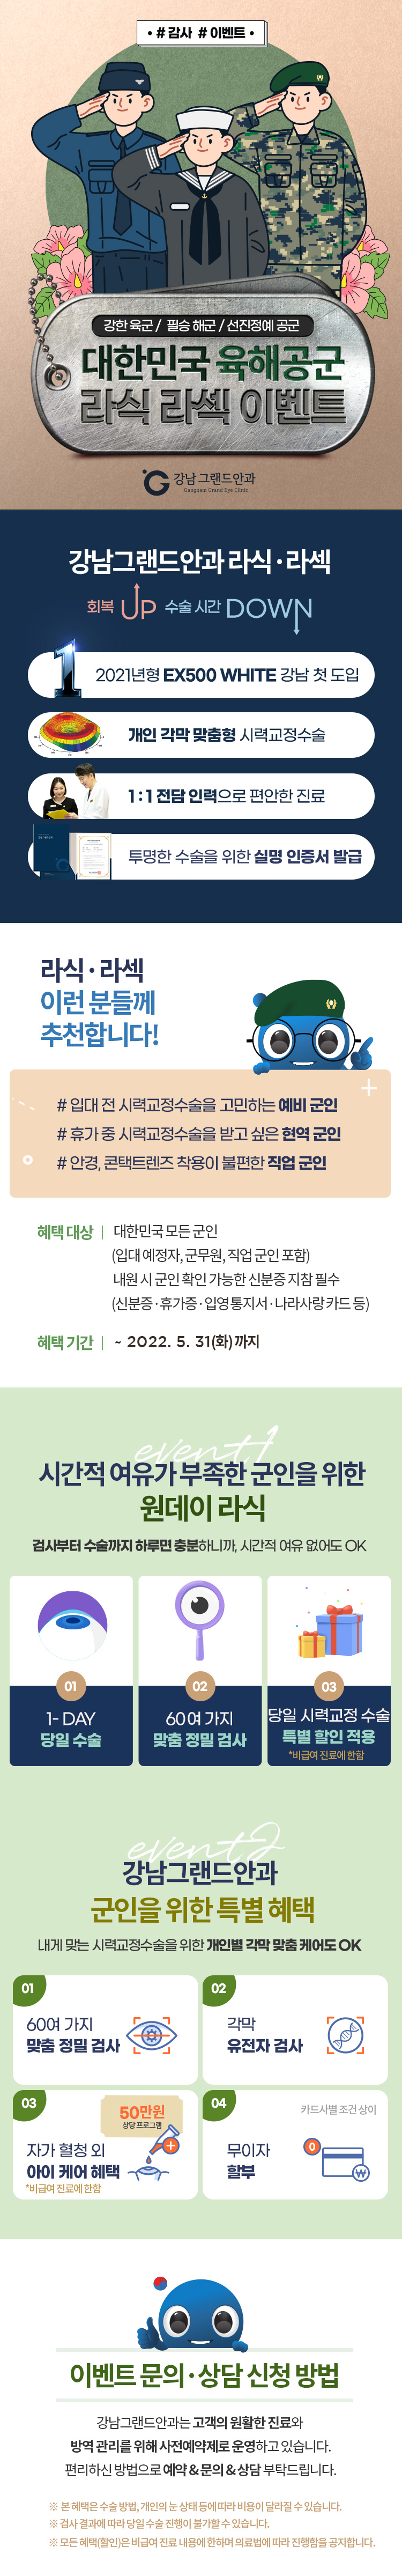 • # 감사 # 이벤트 •
강한 육군 / 필승 해군 / 선진정예 공군
대한민국 육해공군
라식 라섹 이벤트
강남 그랜드안과
Gangnam Grand Eye Clinic
강남그랜드안과 라식·라섹
회복 UP 수술 시간 DOWN
1 2021년형 EX500 WHITE 강남 첫 도입
개인 각막 맞춤형 시력교정수술
1:1 전담 인력으로 편안한 진료
투명한 수술을 위한 실명 인증서 발급
라식·라섹
이런 분들께
추천합니다!
# 입대 전 시력교정수술을 고민하는 예비 군인
# 휴가 중 시력교정수술을 받고 싶은 현역 군인
# 안경, 콘택트렌즈 착용이 불편한 직업 군인
혜택 대상 | 대한민국 모든 군인
(입대 예정자, 군무원, 직업 군인 포함)
내원 시 군인 확인 가능한 신분증 지참 필수
(신분증·휴가증·입영 통지서·나라사랑 카드 등)
혜택 기간 | ~ 2022. 5. 31(화) 까지
event1
시간적 여유가 부족한 군인을 위한
원데이 라식
검사부터 수술까지 하루면 충분하니까, 시간적 여유 없어도 OK
01
1- DAY
당일 수술
02
60여 가지
맞춤 정밀 검사
03
당일 시력교정 수술
특별 할인 적용
*비급여 진료에 한함
event2
강남그랜드안과
군인을 위한 특별 혜택
내게 맞는 시력교정수술을 위한 개인별 각막 맞춤 케어도 OK
01
60여 가지
맞춤 정밀 검사
02
각막
유전자 검사
03
50만원
상당 프로그램
자가 혈청 외
아이 케어 혜택
*비급여 진료에 한함
04
카드사별 조건 상이
무이자
할부
0
₩
이벤트 문의·상담 신청 방법
강남그랜드안과는 고객의 원활한 진료와
방역 관리를 위해 사전예약제로 운영하고 있습니다.
편리하신 방법으로 예약 & 문의 & 상담 부탁드립니다.
※ 본 혜택은 수술 방법, 개인의 눈 상태 등에 따라 비용이 달라질 수 있습니다.
※ 검사 결과에 따라 당일 수술 진행이 불가할 수 있습니다.
※ 모든 혜택(할인)은 비급여 진료 내용에 한하며 의료법에 따라 진행함을 공지합니다.